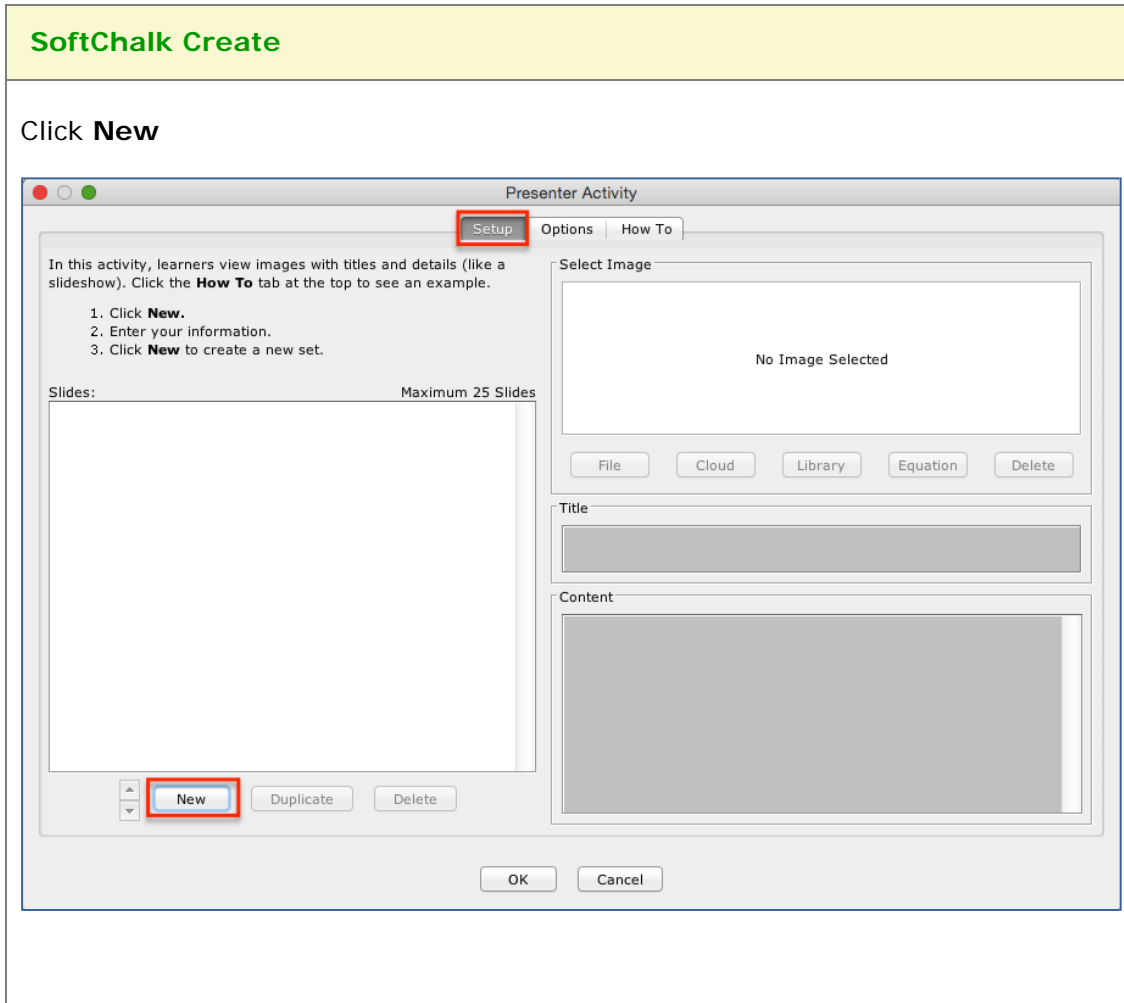 SoftChalk Create
Click New
Presenter Activity
Setup Options How To
In this activity, learners view images with titles and details (like a
slideshow). Click the How To tab at the top to see an example.
1. Click New.
2. Enter your information.
3. Click New to create a new set.
Slides: Maximum 25 Slides
New Duplicate Delete
Select Image
No Image Selected
File Cloud Library Equation Delete
Title
Content
OK Cancel